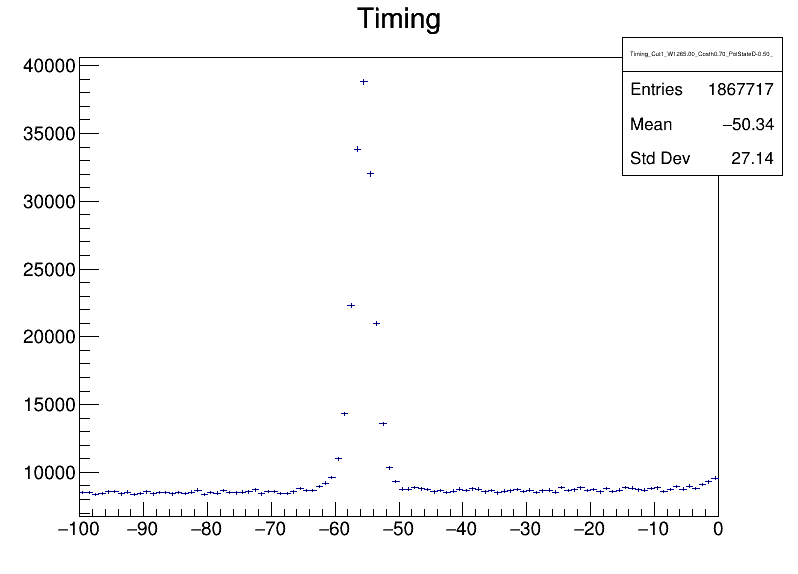 Timing
Timing_Cut1_W1265.00_Costh0.70_PolStateD-0.50_
Entries 1867717
Mean −50.34
Std Dev 27.14
40000
35000
30000
25000
20000
15000
10000
−100 −90 −80 −70 −60 −50 −40 −30 −20 −10 0